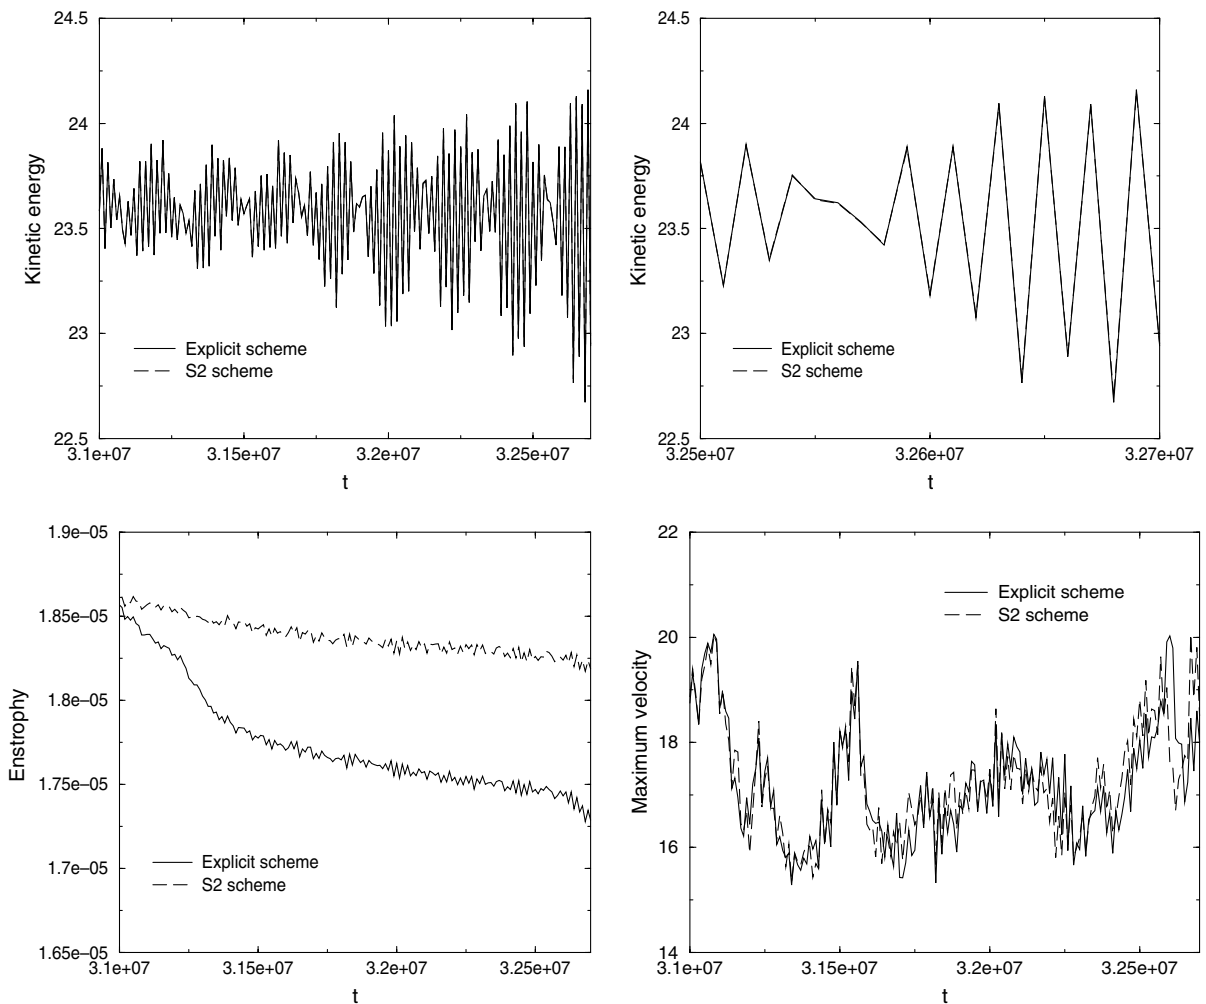 24.5
24
23.5
23
22.5
Kinetic energy
Explicit scheme
S2 scheme
3.1e+07 3.15e+07 3.2e+07 3.25e+07
t
24.5
24
23.5
23
22.5
Kinetic energy
Explicit scheme
S2 scheme
3.25e+07 3.26e+07 3.27e+07
t
1.9e–05
1.85e–05
1.8e–05
1.75e–05
1.7e–05
1.65e–05
Enstrophy
Explicit scheme
S2 scheme
3.1e+07 3.15e+07 3.2e+07 3.25e+07
t
22
20
18
16
14
Maximum velocity
Explicit scheme
S2 scheme
3.1e+07 3.15e+07 3.2e+07 3.25e+07
t